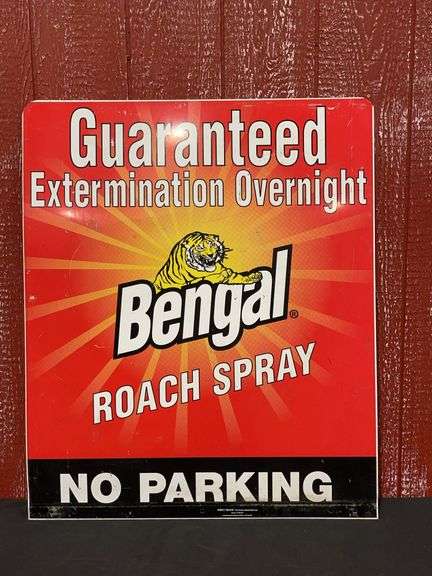 Guaranteed
Extermination Overnight
Bengal®
ROACH SPRAY
NO PARKING